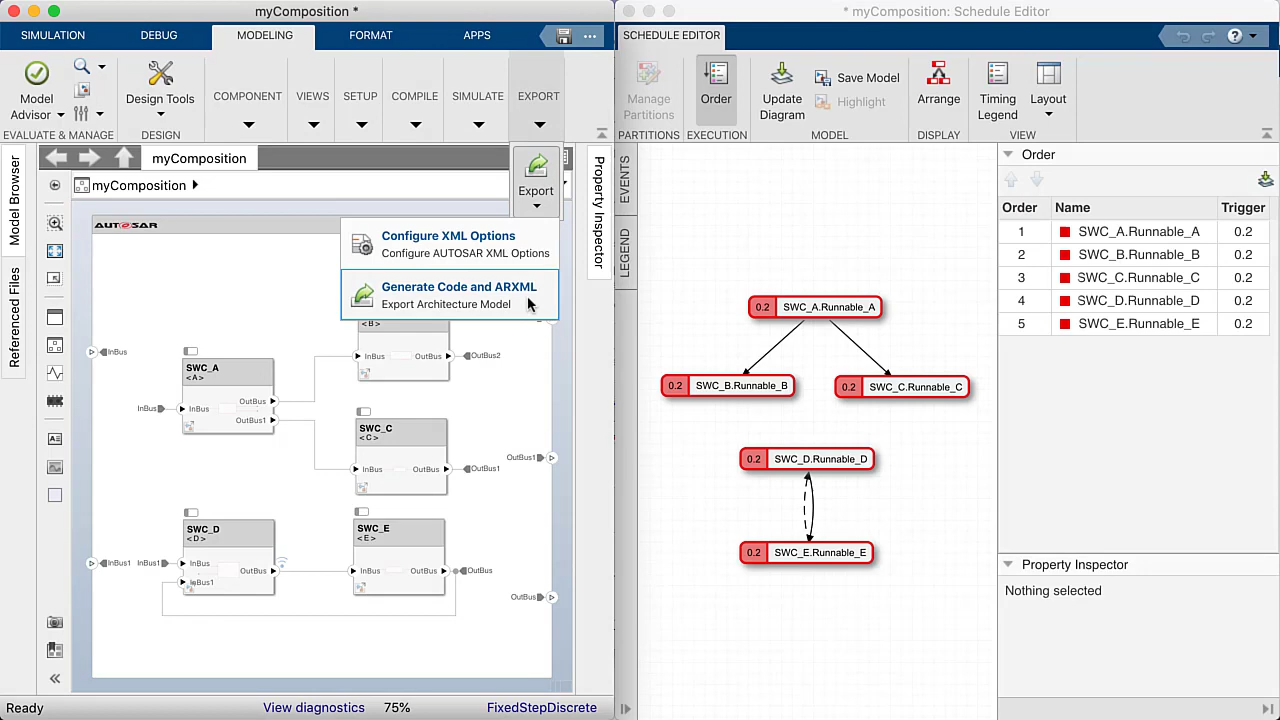 myComposition *
SIMULATION
DEBUG
MODELING
FORMAT
APPS
Model
Advisor
EVALUATE & MANAGE
Design Tools
DESIGN
COMPONENT
VIEWS
SETUP
COMPILE
SIMULATE
EXPORT
Model Browser
Referenced Files
myComposition
myComposition
Property Inspector
Export
Configure XML Options
Configure AUTOSAR XML Options
Generate Code and ARXML
Export Architecture Model
AUTOSAR
<B>
InBus
OutBus
OutBus2
InBus
SWC_A
<A>
InBus
InBus
OutBus
OutBus1
SWC_C
<C>
InBus
OutBus
OutBus1
OutBus1
SWC_D
<D>
InBus1
InBus1
InBus
InBus1
OutBus
SWC_E
<E>
InBus
OutBus
OutBus
OutBus
Ready
View diagnostics
75%
FixedStepDiscrete
* myComposition: Schedule Editor
SCHEDULE EDITOR
?
Manage
Partitions
PARTITIONS
Order
EXECUTION
Update
Diagram
Save Model
Highlight
MODEL
Arrange
DISPLAY
Timing
Legend
Layout
VIEW
EVENTS
LEGEND
0.2 SWC_A.Runnable_A
0.2 SWC_B.Runnable_B
0.2 SWC_C.Runnable_C
0.2 SWC_D.Runnable_D
0.2 SWC_E.Runnable_E
Order
Order Name Trigger
1 SWC_A.Runnable_A 0.2
2 SWC_B.Runnable_B 0.2
3 SWC_C.Runnable_C 0.2
4 SWC_D.Runnable_D 0.2
5 SWC_E.Runnable_E 0.2
Property Inspector
Nothing selected